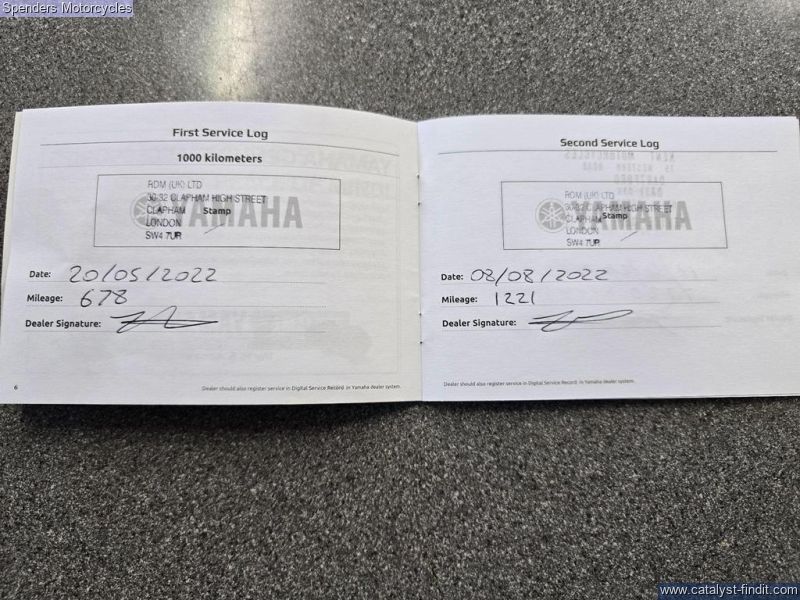 Spenders Motorcycles
First Service Log
1000 kilometers
RDM (UK) LTD
30-32 CLAPHAM HIGH STREET
CLAPHAM
LONDON
SW4 7UR
Stamp
YAMAHA
Date: 20/05/2022
Mileage: 678
Dealer Signature:
Dealer should also register service in Digital Service Record in Yamaha dealer system.
6
Second Service Log
RDM (UK) LTD
30-32 CLAPHAM HIGH STREET
CLAPHAM
LONDON
SW4 7UR
Stamp
YAMAHA
Date: 08/08/2022
Mileage: 1221
Dealer Signature:
Dealer should also register service in Digital Service Record in Yamaha dealer system.
www.catalyst-findit.com